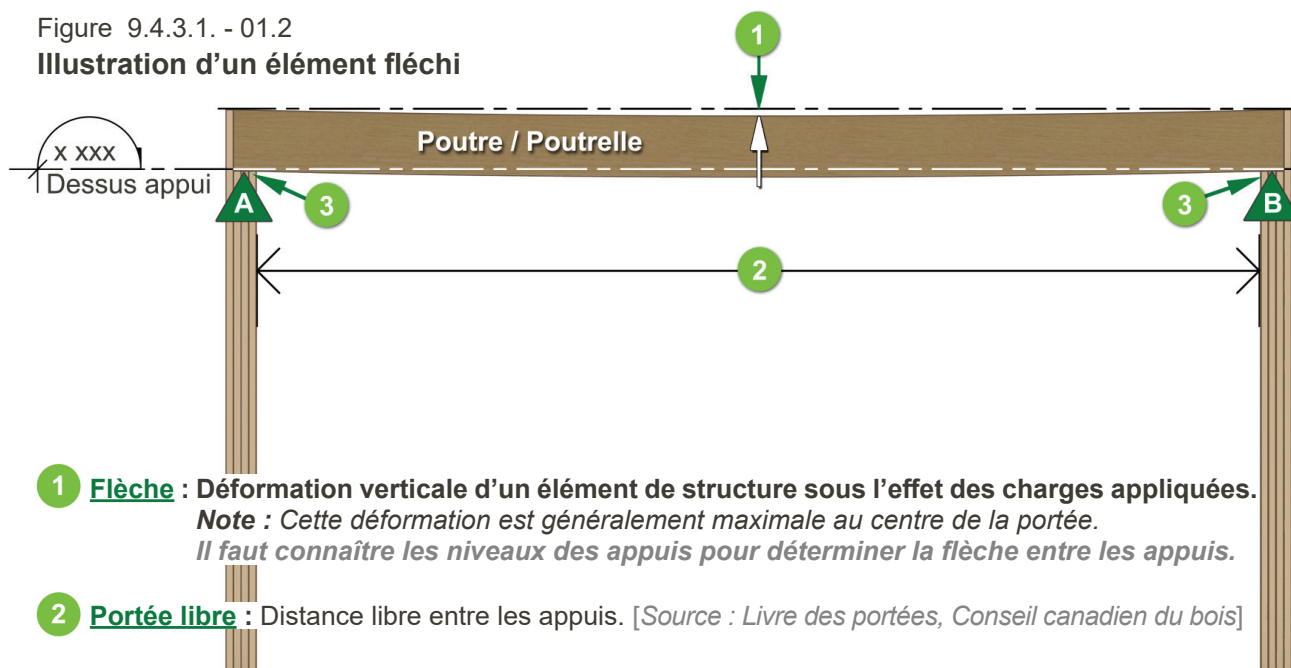 Figure 9.4.3.1. - 01.2
Illustration d’un élément fléchi
1
Poutre / Poutrelle
x xxx
Dessus appui
A
3
3
B
2
1 Flèche : Déformation verticale d’un élément de structure sous l’effet des charges appliquées.
Note : Cette déformation est généralement maximale au centre de la portée.
Il faut connaître les niveaux des appuis pour déterminer la flèche entre les appuis.
2 Portée libre : Distance libre entre les appuis. [Source : Livre des portées, Conseil canadien du bois]